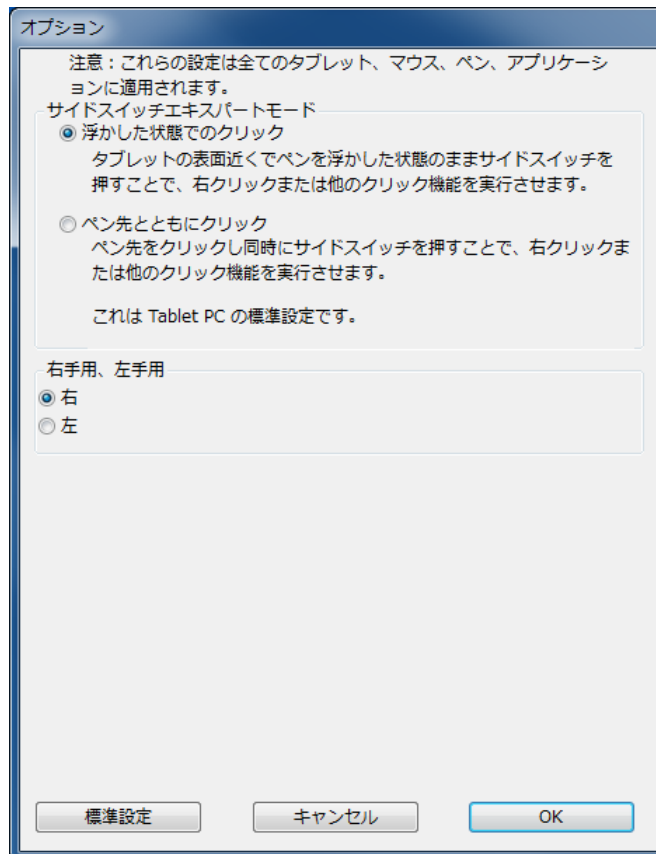 オプション
注意:これらの設定は全てのタブレット、マウス、ペン、アプリケーシ
ョンに適用されます。
サイドスイッチエキスパートモード
浮かした状態でのクリック
タブレットの表面近くでペンを浮かした状態のままサイドスイッチを
押すことで、右クリックまたは他のクリック機能を実行させます。
ペン先とともにクリック
ペン先をクリックし同時にサイドスイッチを押すことで、右クリックま
たは他のクリック機能を実行させます。
これは Tablet PC の標準設定です。
右手用、左手用
右
左
標準設定
キャンセル
OK